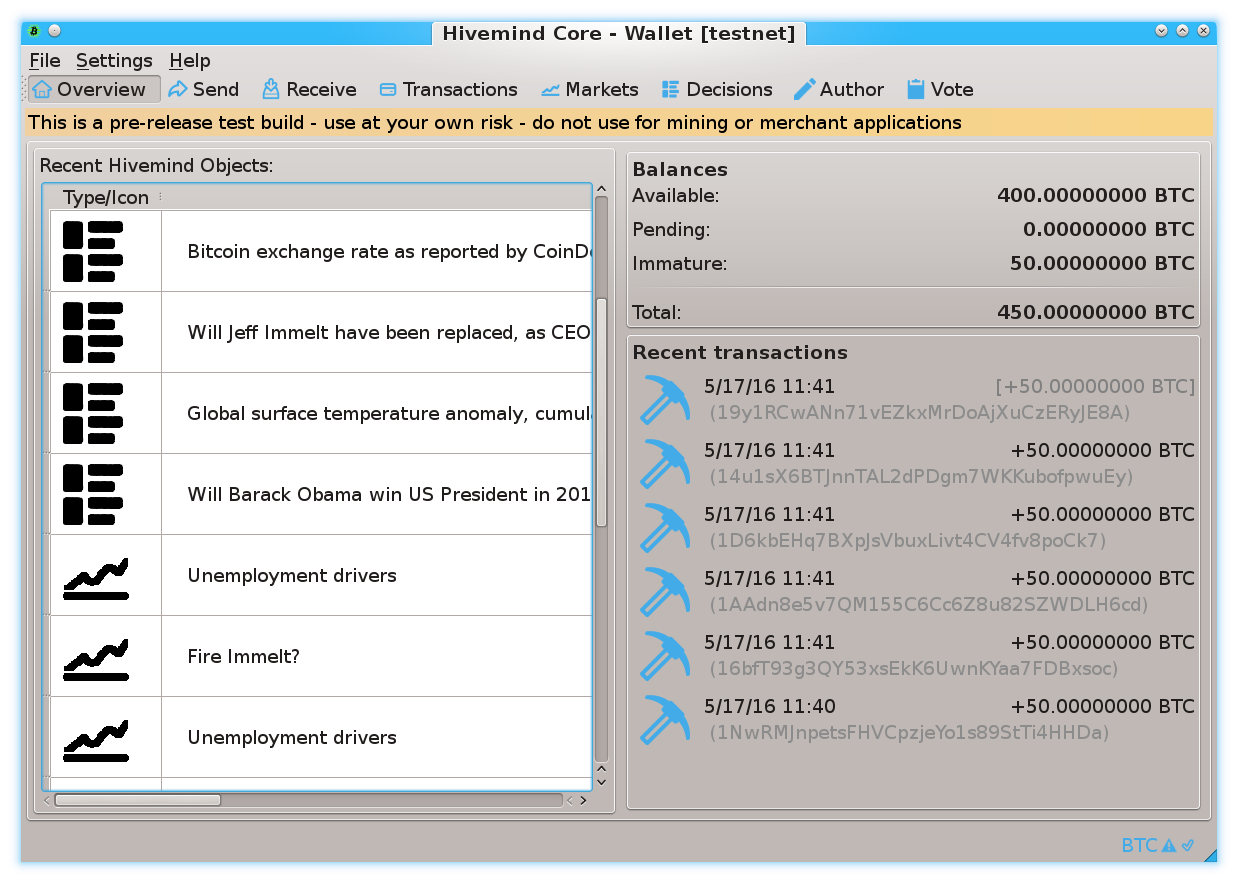 Hivemind Core - Wallet [testnet]
File Settings Help
Overview Send Receive Transactions Markets Decisions Author Vote
This is a pre-release test build - use at your own risk - do not use for mining or merchant applications
Recent Hivemind Objects:
Type/Icon
Bitcoin exchange rate as reported by CoinD
Will Jeff Immelt have been replaced, as CEO
Global surface temperature anomaly, cumul
Will Barack Obama win US President in 201
Unemployment drivers
Fire Immelt?
Unemployment drivers
Balances
Available: 400.00000000 BTC
Pending: 0.00000000 BTC
Immature: 50.00000000 BTC
Total: 450.00000000 BTC
Recent transactions
5/17/16 11:41 [+50.00000000 BTC]
(19y1RCwANn71vEZkxMrDoAjXuCzERyJE8A)
5/17/16 11:41 +50.00000000 BTC
(14u1sX6BTJnnTAL2dPDgm7WKKubofpwuEy)
5/17/16 11:41 +50.00000000 BTC
(1D6kbEHq7BXpJsVbuxLivt4CV4fv8poCk7)
5/17/16 11:41 +50.00000000 BTC
(1AAdn8e5v7QM155C6Cc6Z8u82SZWDLH6cd)
5/17/16 11:41 +50.00000000 BTC
(16bfT93g3QY53xsEkK6UwnKYaa7FDBxsoc)
5/17/16 11:40 +50.00000000 BTC
(1NwRMJnpetsFHVCpzjeYo1s89StTi4HHDa)
BTC